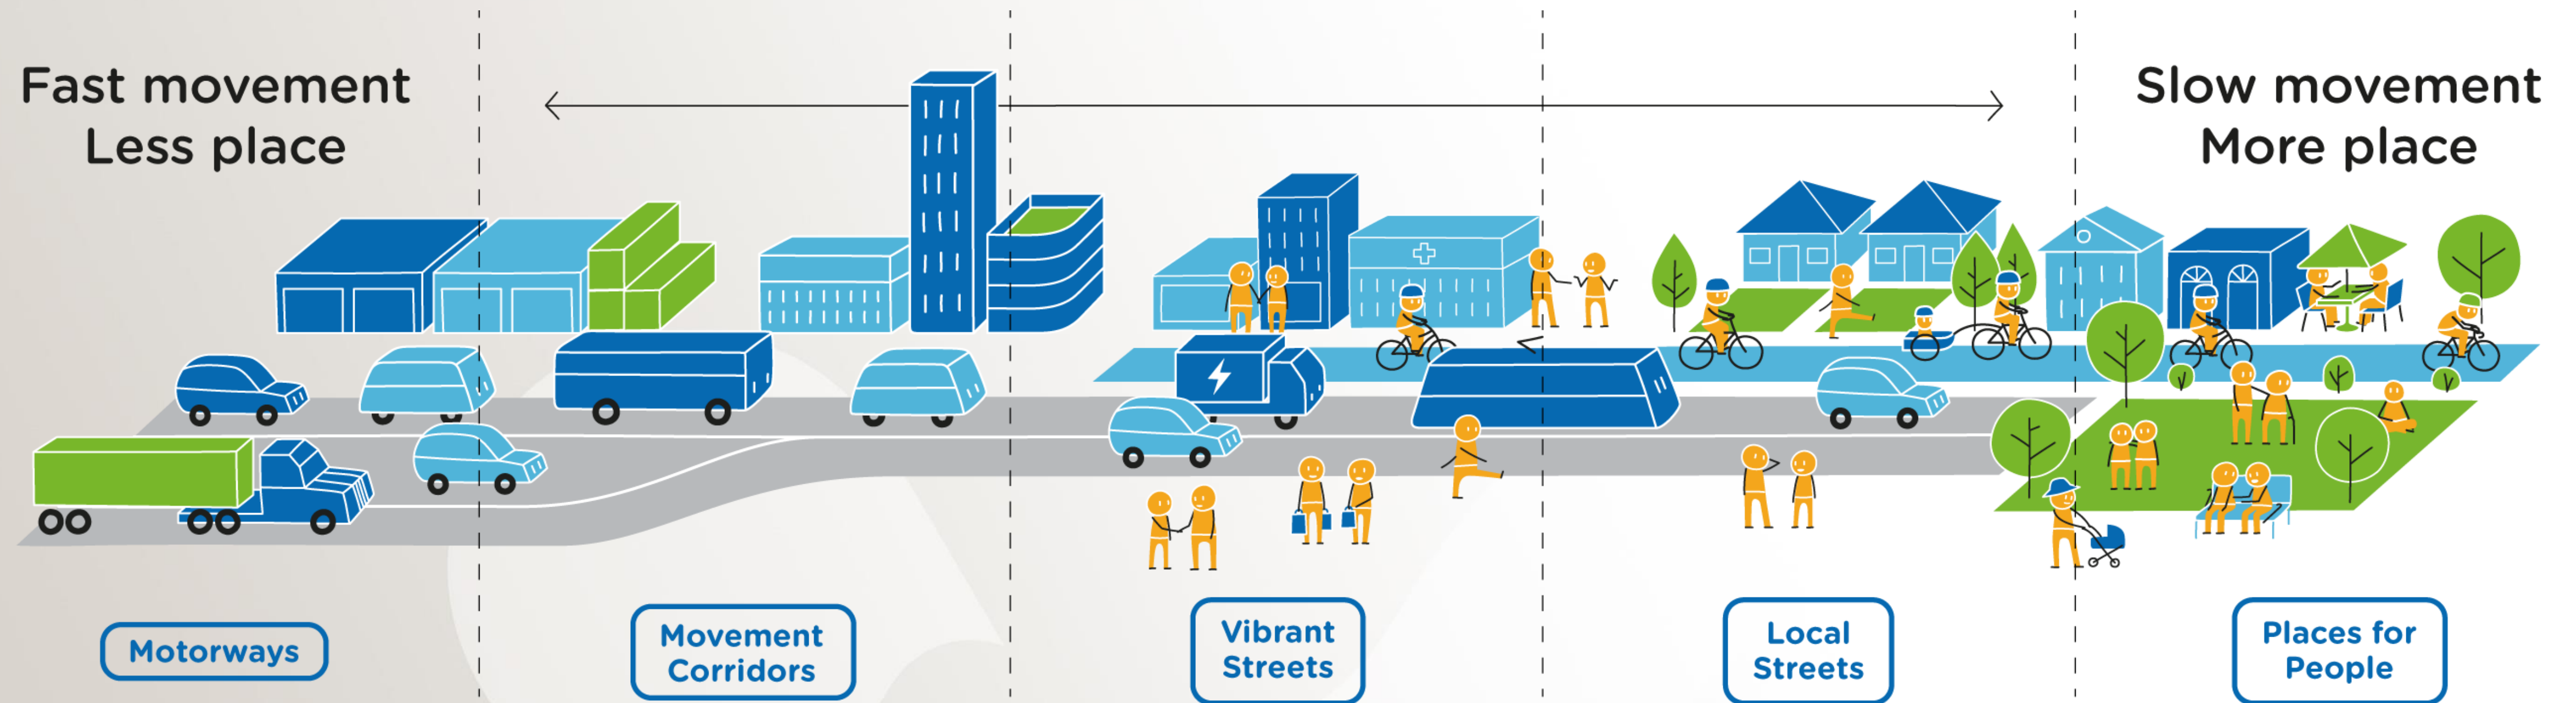 Fast movement
Less place
Slow movement
More place
Motorways
Movement
Corridors
Vibrant
Streets
Local
Streets
Places for
People